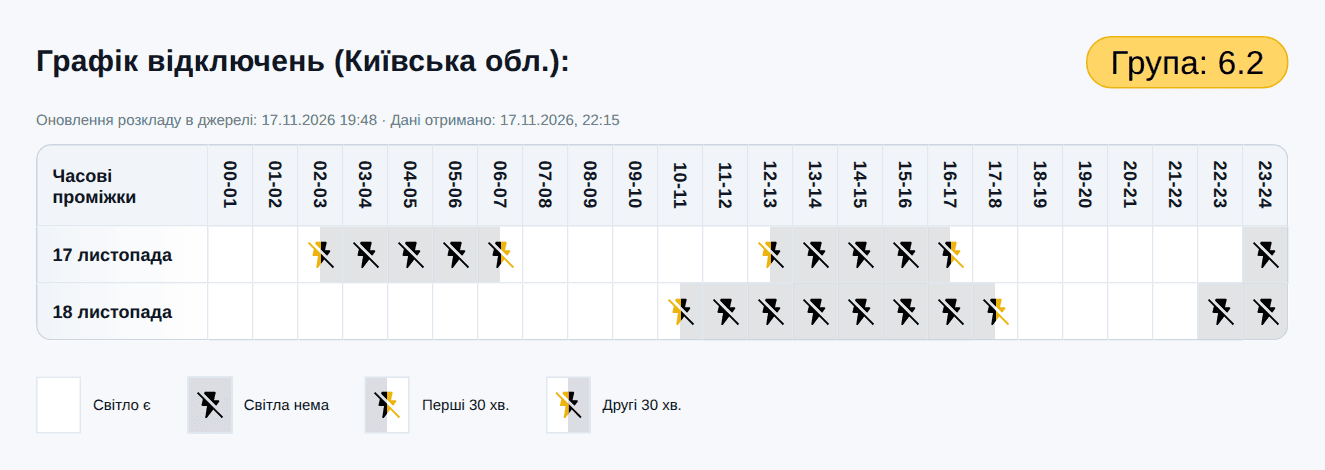 Графік відключень (Київська обл.):
Група: 6.2
Оновлення розкладу в джерелі: 17.11.2026 19:48 · Дані отримано: 17.11.2026, 22:15
Часові
проміжки
00-01 01-02 02-03 03-04 04-05 05-06 06-07 07-08 08-09 09-10 10-11 11-12 12-13 13-14 14-15 15-16 16-17 17-18 18-19 19-20 20-21 21-22 22-23 23-24
17 листопада
18 листопада
Світло є
Світла нема
Перші 30 хв.
Другі 30 хв.